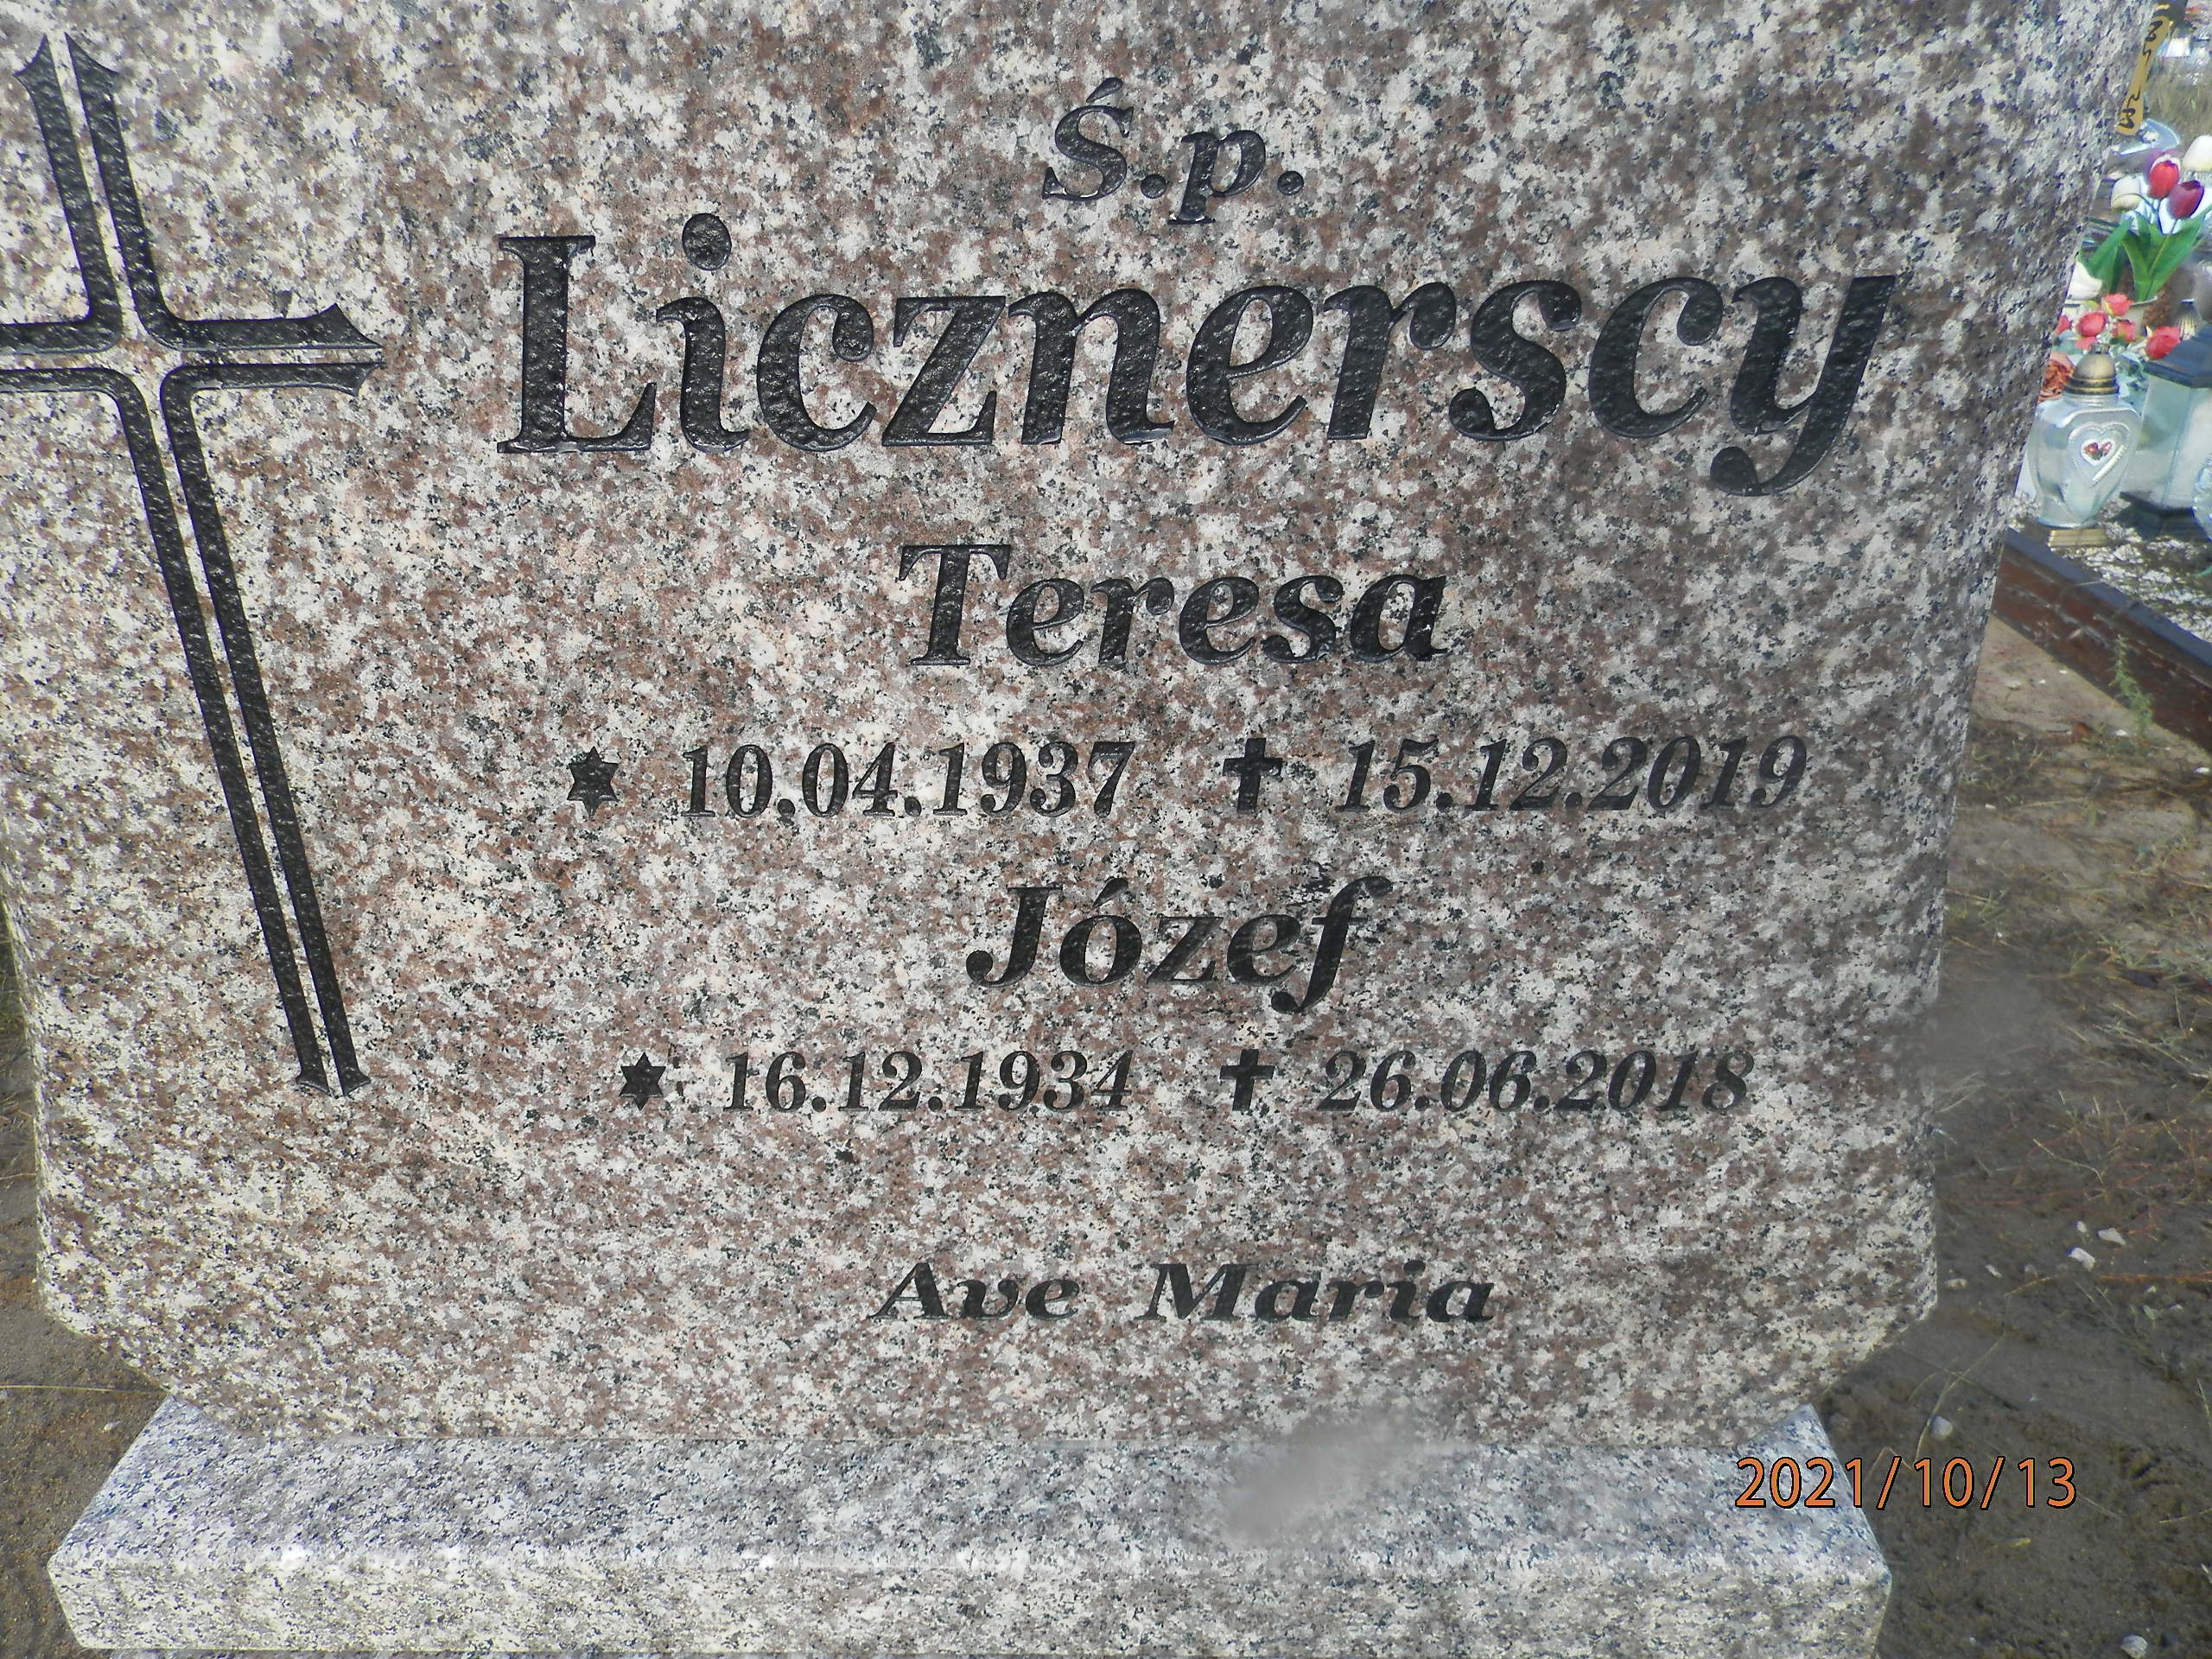 Ś.p.
Licznerscy
Teresa
✶ 10.04.1937 ✝ 15.12.2019
Józef
✶ 16.12.1934 ✝ 26.06.2018
Ave Maria
2021/10/13